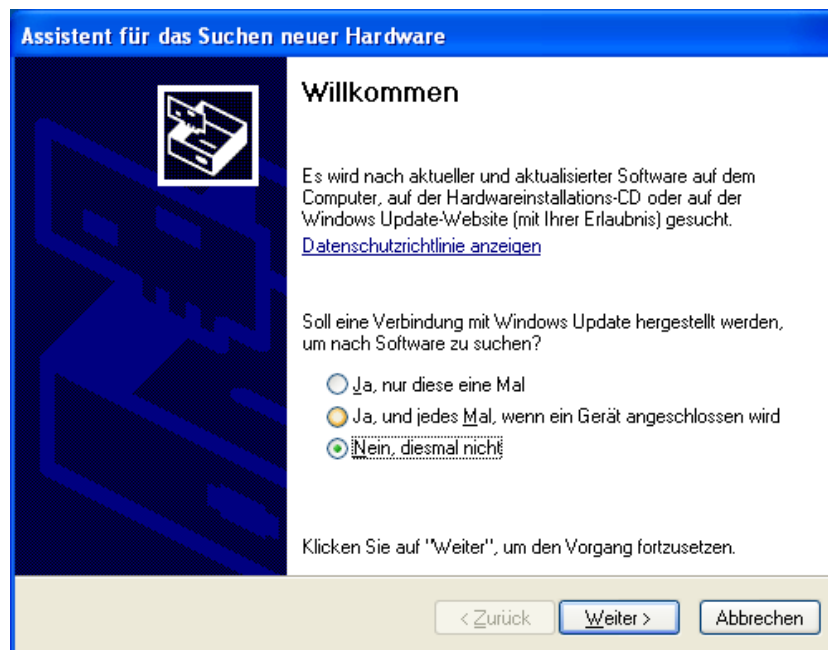 Assistent für das Suchen neuer Hardware
Willkommen
Es wird nach aktueller und aktualisierter Software auf dem
Computer, auf der Hardwareinstallations-CD oder auf der
Windows Update-Website (mit Ihrer Erlaubnis) gesucht.
Datenschutzrichtlinie anzeigen
Soll eine Verbindung mit Windows Update hergestellt werden,
um nach Software zu suchen?
Ja, nur diese eine Mal
Ja, und jedes Mal, wenn ein Gerät angeschlossen wird
Nein, diesmal nicht
Klicken Sie auf "Weiter", um den Vorgang fortzusetzen.
< Zurück Weiter > Abbrechen